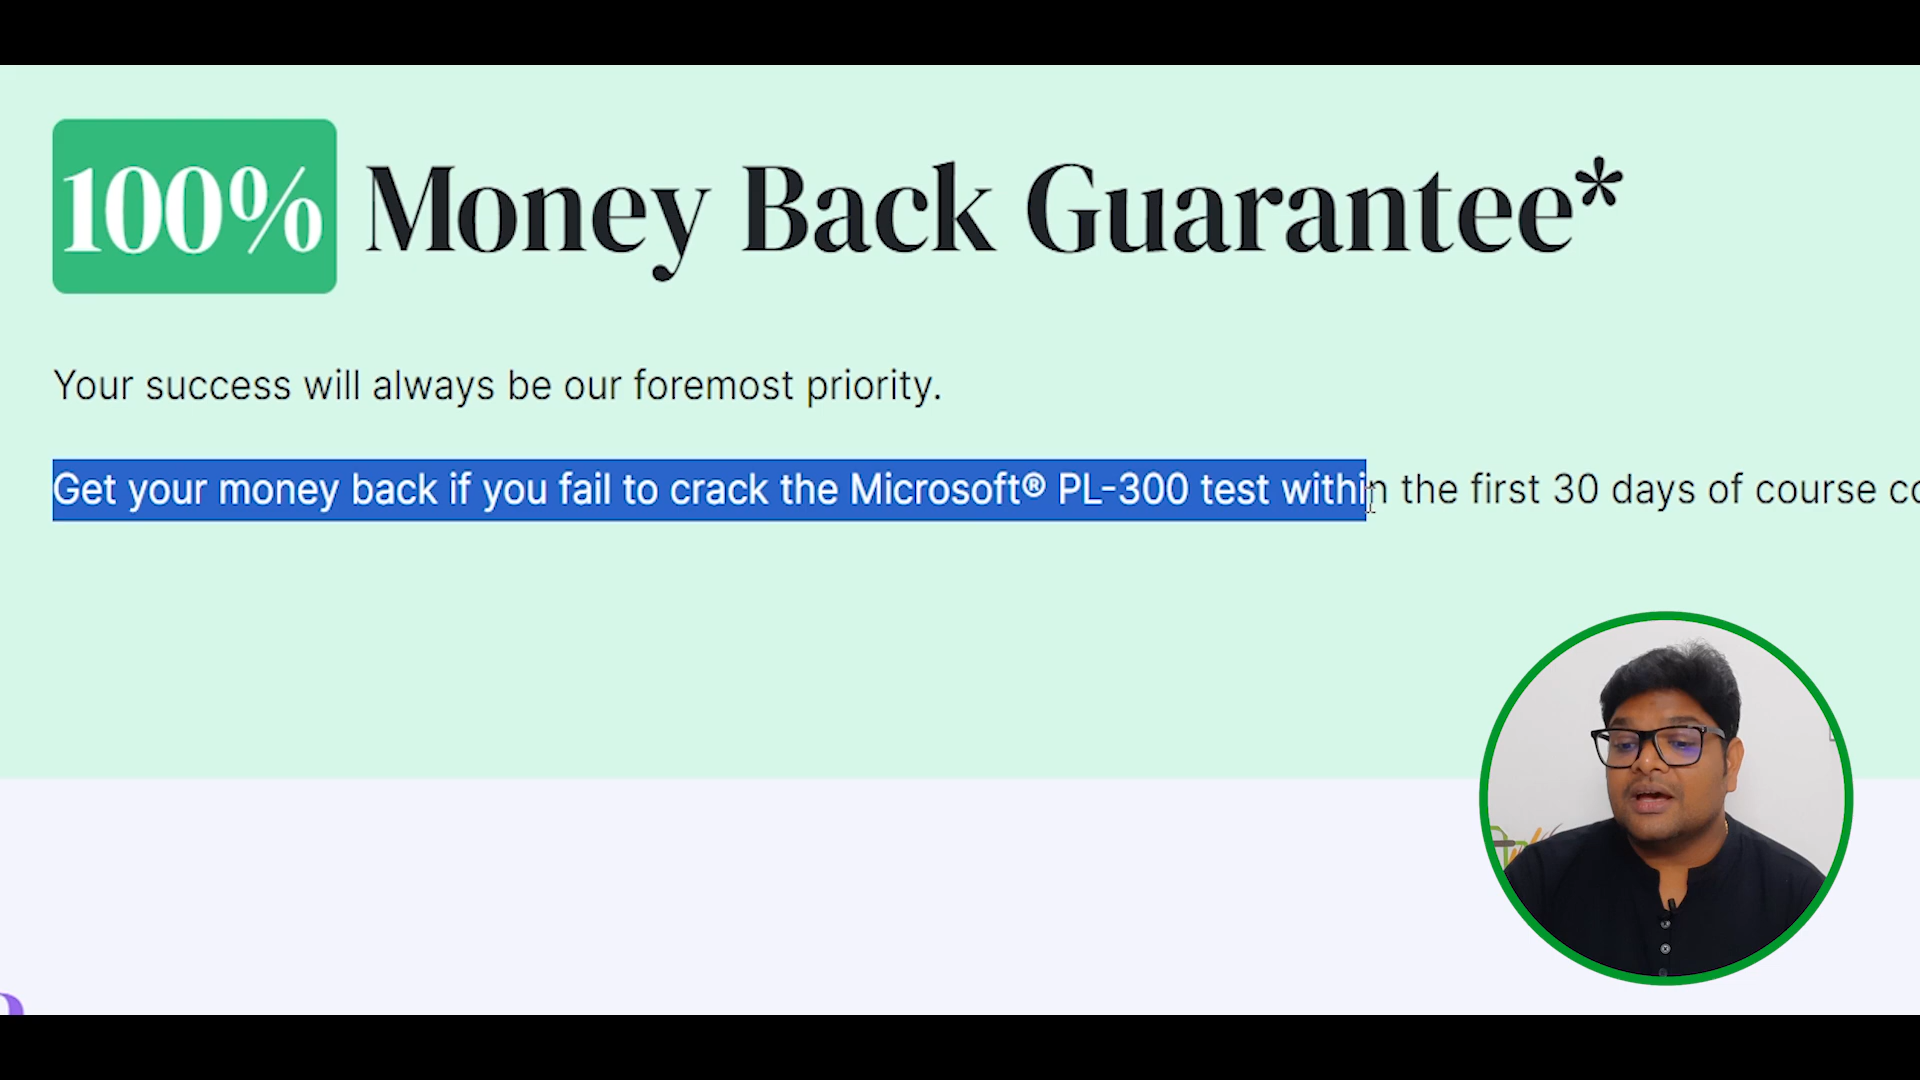 100% Money Back Guarantee*
Your success will always be our foremost priority.
Get your money back if you fail to crack the Microsoft® PL-300 test within the first 30 days of course